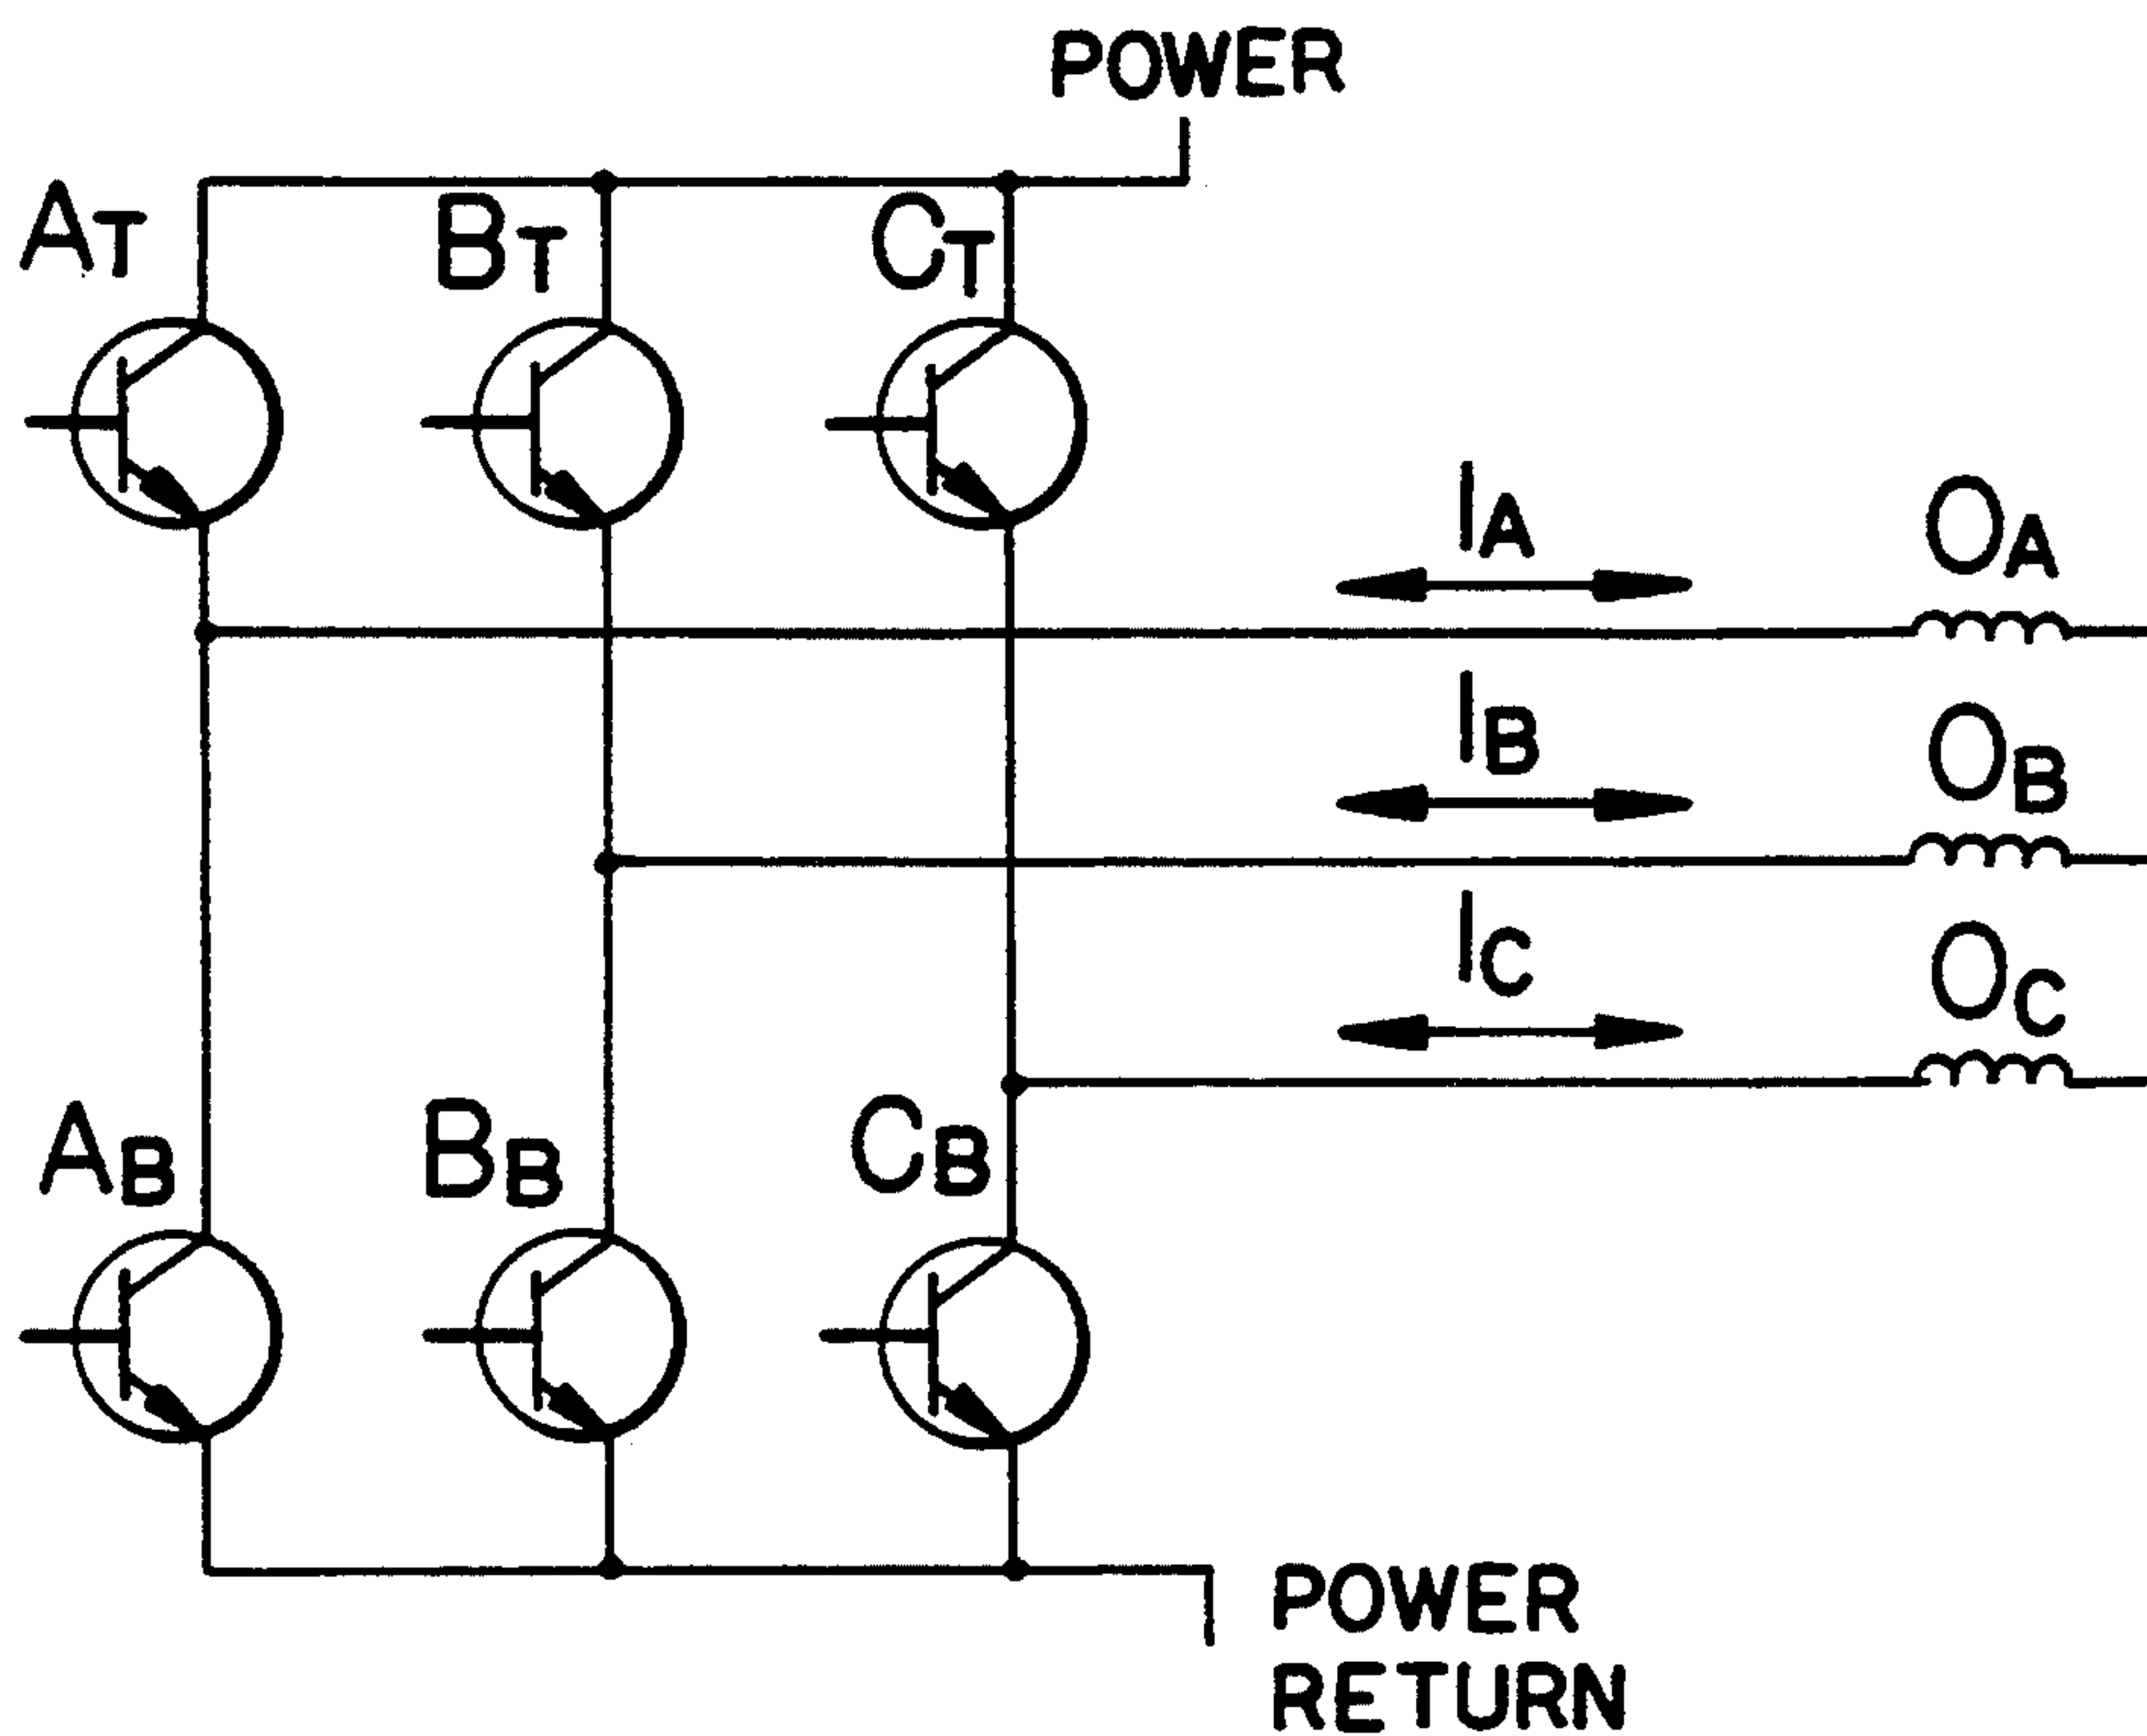 POWER
AT
BT
CT
IA
OA
IB
OB
IC
OC
AB
BB
CB
POWER
RETURN